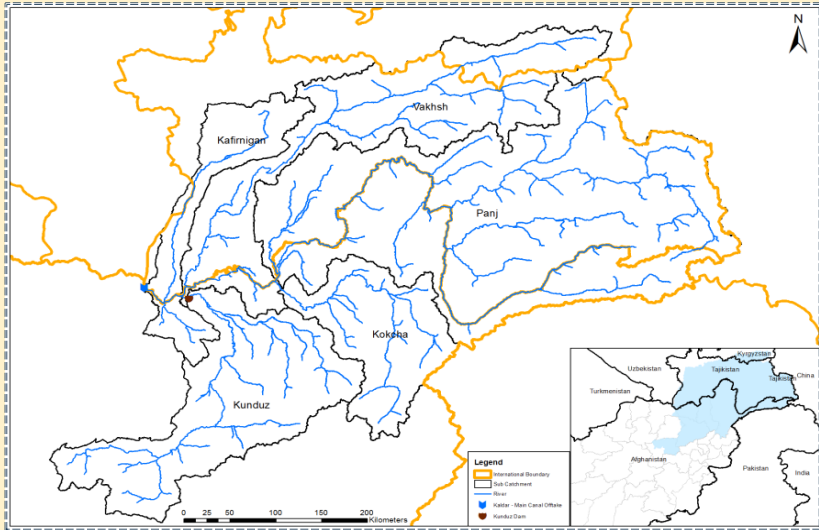 N
Vakhsh
Kafirnigan
Panj
Kokcha
Kunduz
0 25 50 100 150 200
Kilometers
Legend
International Boundary
Sub Catchment
River
Kaldar - Main Canal Offtake
Kunduz Dam
Kyrgyzstan
Uzbekistan
Tajikistan
China
Tajikistan
Turkmenistan
Afghanistan
Pakistan
India